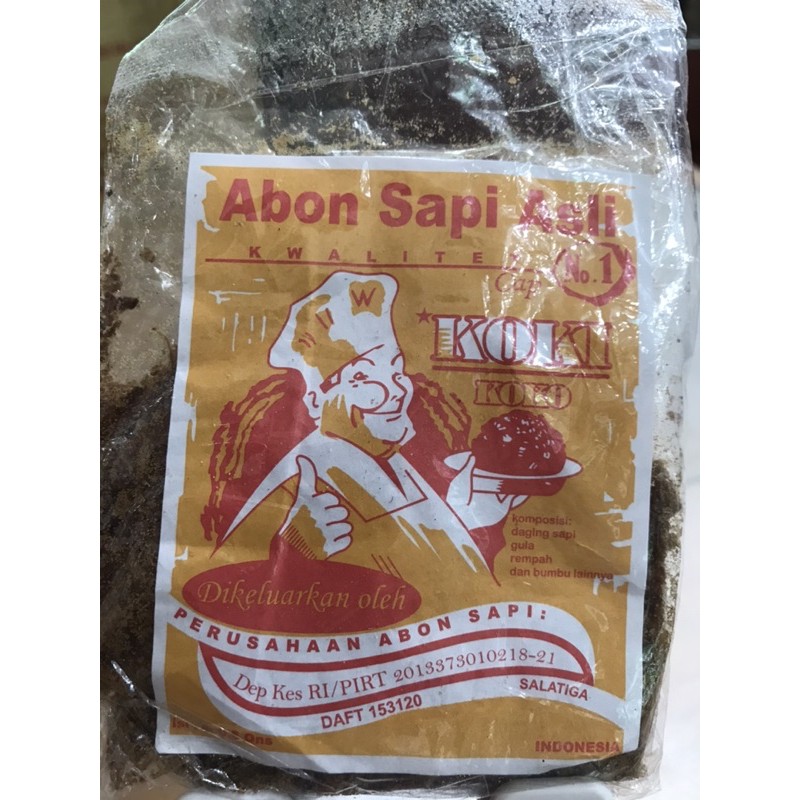 Abon Sapi Asli
KWALITET
Cap
No.1
W
KOKI
KOKO
komposisi:
daging sapi
gula
rempah
dan bumbu lainnya
Dikeluarkan oleh
PERUSAHAAN ABON SAPI:
Dep Kes RI/PIRT 2013373010218-21
SALATIGA
DAFT 153120
Ons
INDONESIA